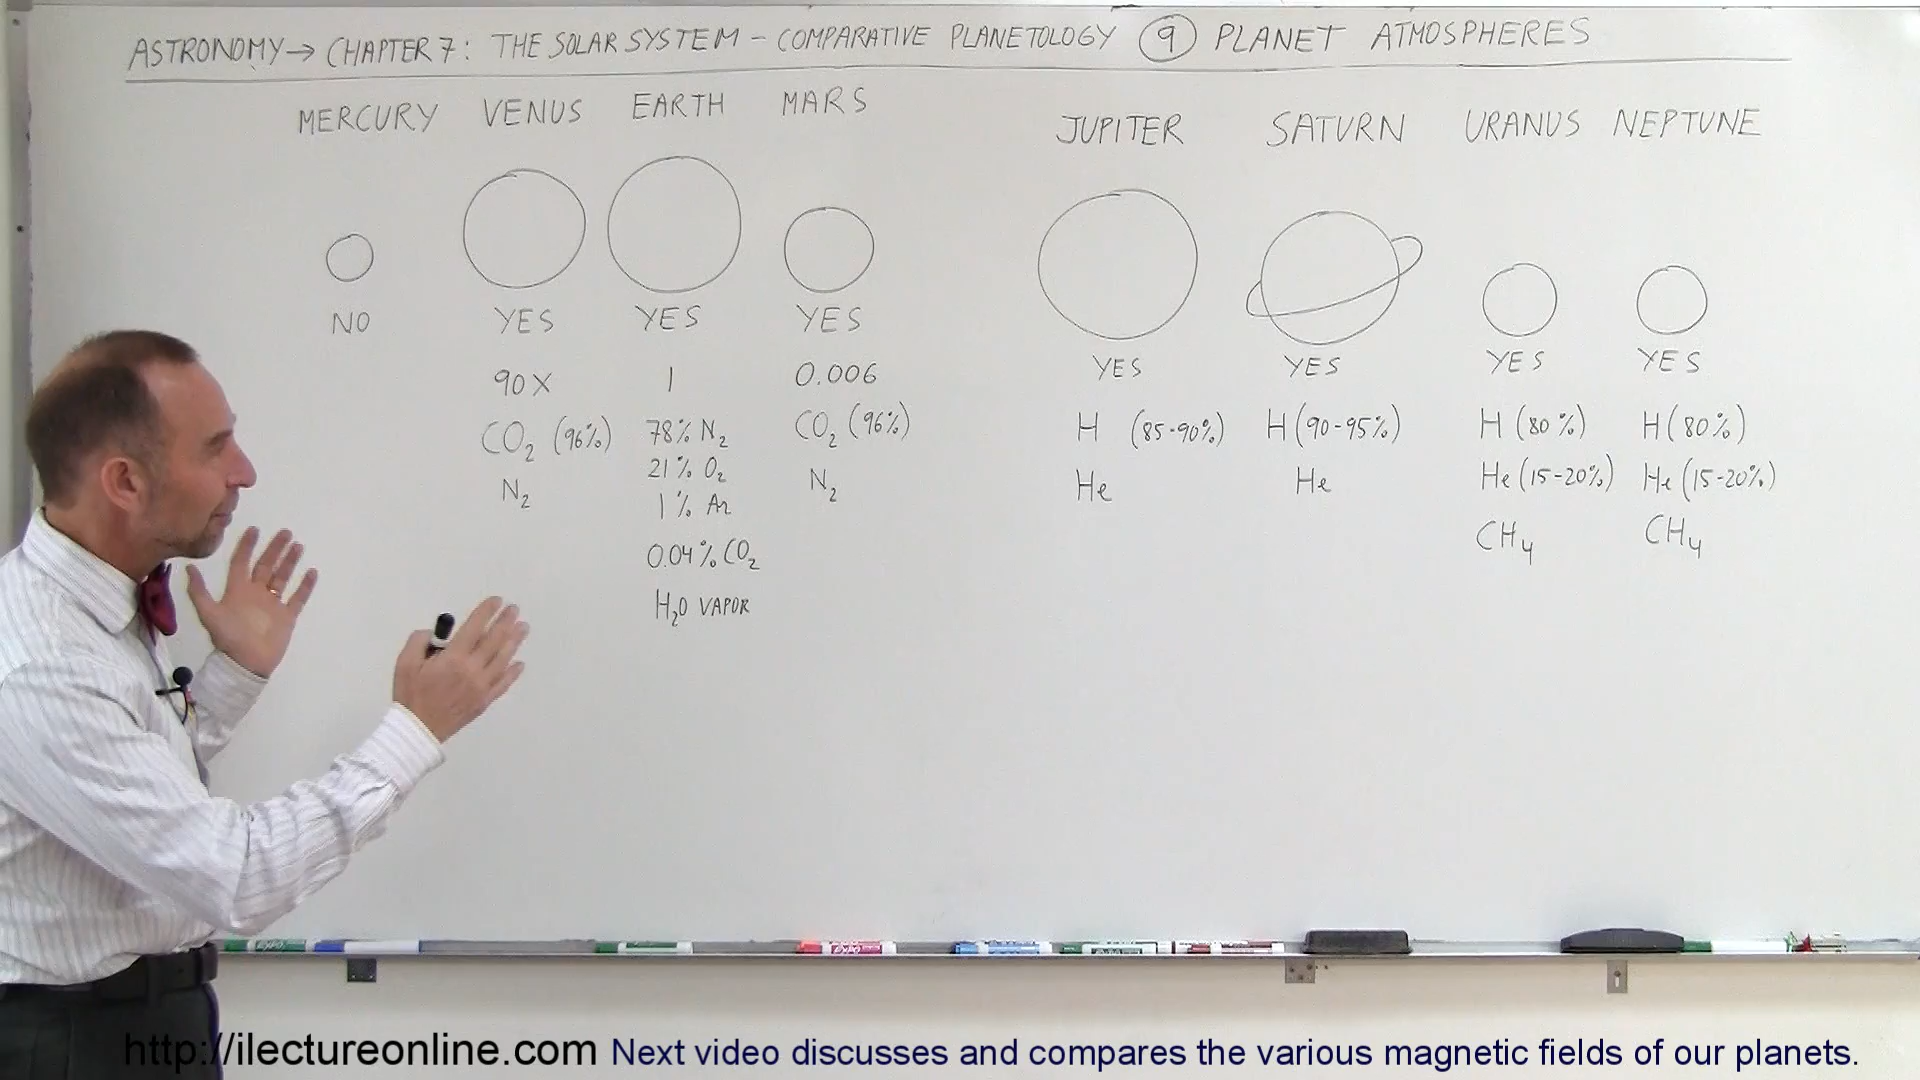 ASTRONOMY → CHAPTER 7: THE SOLAR SYSTEM - COMPARATIVE PLANETOLOGY 9 PLANET ATMOSPHERES
MERCURY VENUS EARTH MARS JUPITER SATURN URANUS NEPTUNE
NO YES YES YES YES YES YES YES
90 X 1 0.006
CO₂ (96%) 78% N₂ CO₂ (96%) H (85-90%) H (90-95%) H (80%) H (80%)
21% O₂
N₂ 1% Ar N₂ He He He (15-20%) He (15-20%)
0.04% CO₂ CH₄ CH₄
H₂O VAPOR
http://ilectureonline.com Next video discusses and compares the various magnetic fields of our planets.